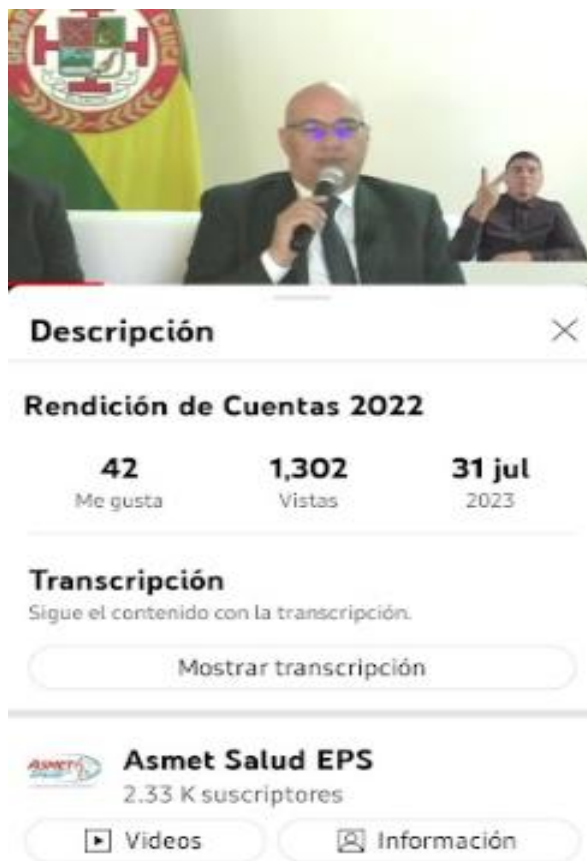 Descripción
Rendición de Cuentas 2022
42 1,302 31 jul
Me gusta Vistas 2023
Transcripción
Sigue el contenido con la transcripción.
Mostrar transcripción
ASMET
Asmet Salud EPS
2.33 K suscriptores
Videos Información